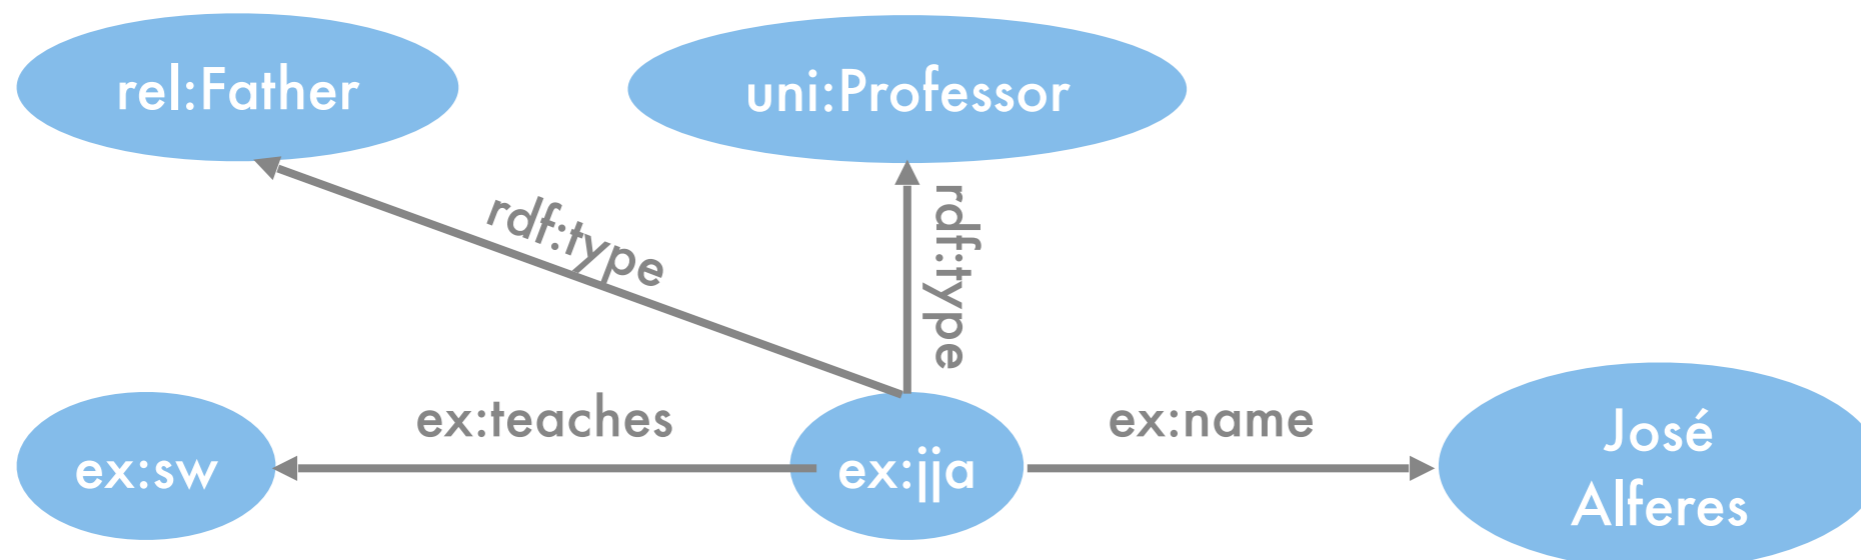 rel:Father
uni:Professor
rdf:type
rdf:type
ex:teaches
ex:name
ex:sw
ex:jja
José
Alferes